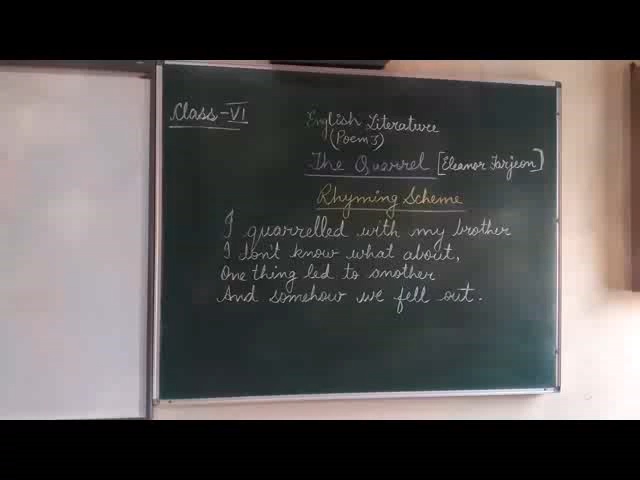 Class-VI
English Literature
(Poem 3)
The Quarrel [Eleanor Farjeon]
Rhyming Scheme
I quarrelled with my brother
I don't know what about,
One thing led to another
And somehow we fell out.